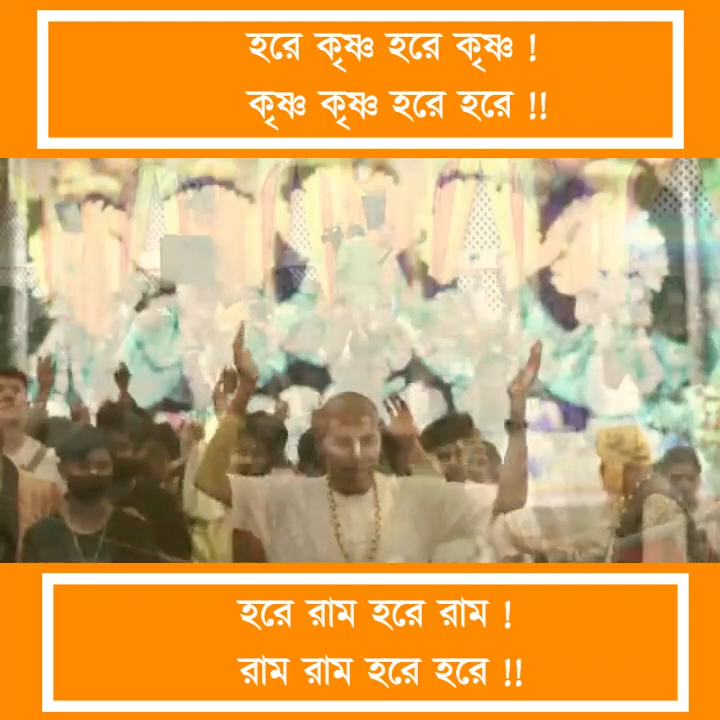 হরে কৃষ্ণ হরে কৃষ্ণ !
কৃষ্ণ কৃষ্ণ হরে হরে !!
হরে রাম হরে রাম !
রাম রাম হরে হরে !!